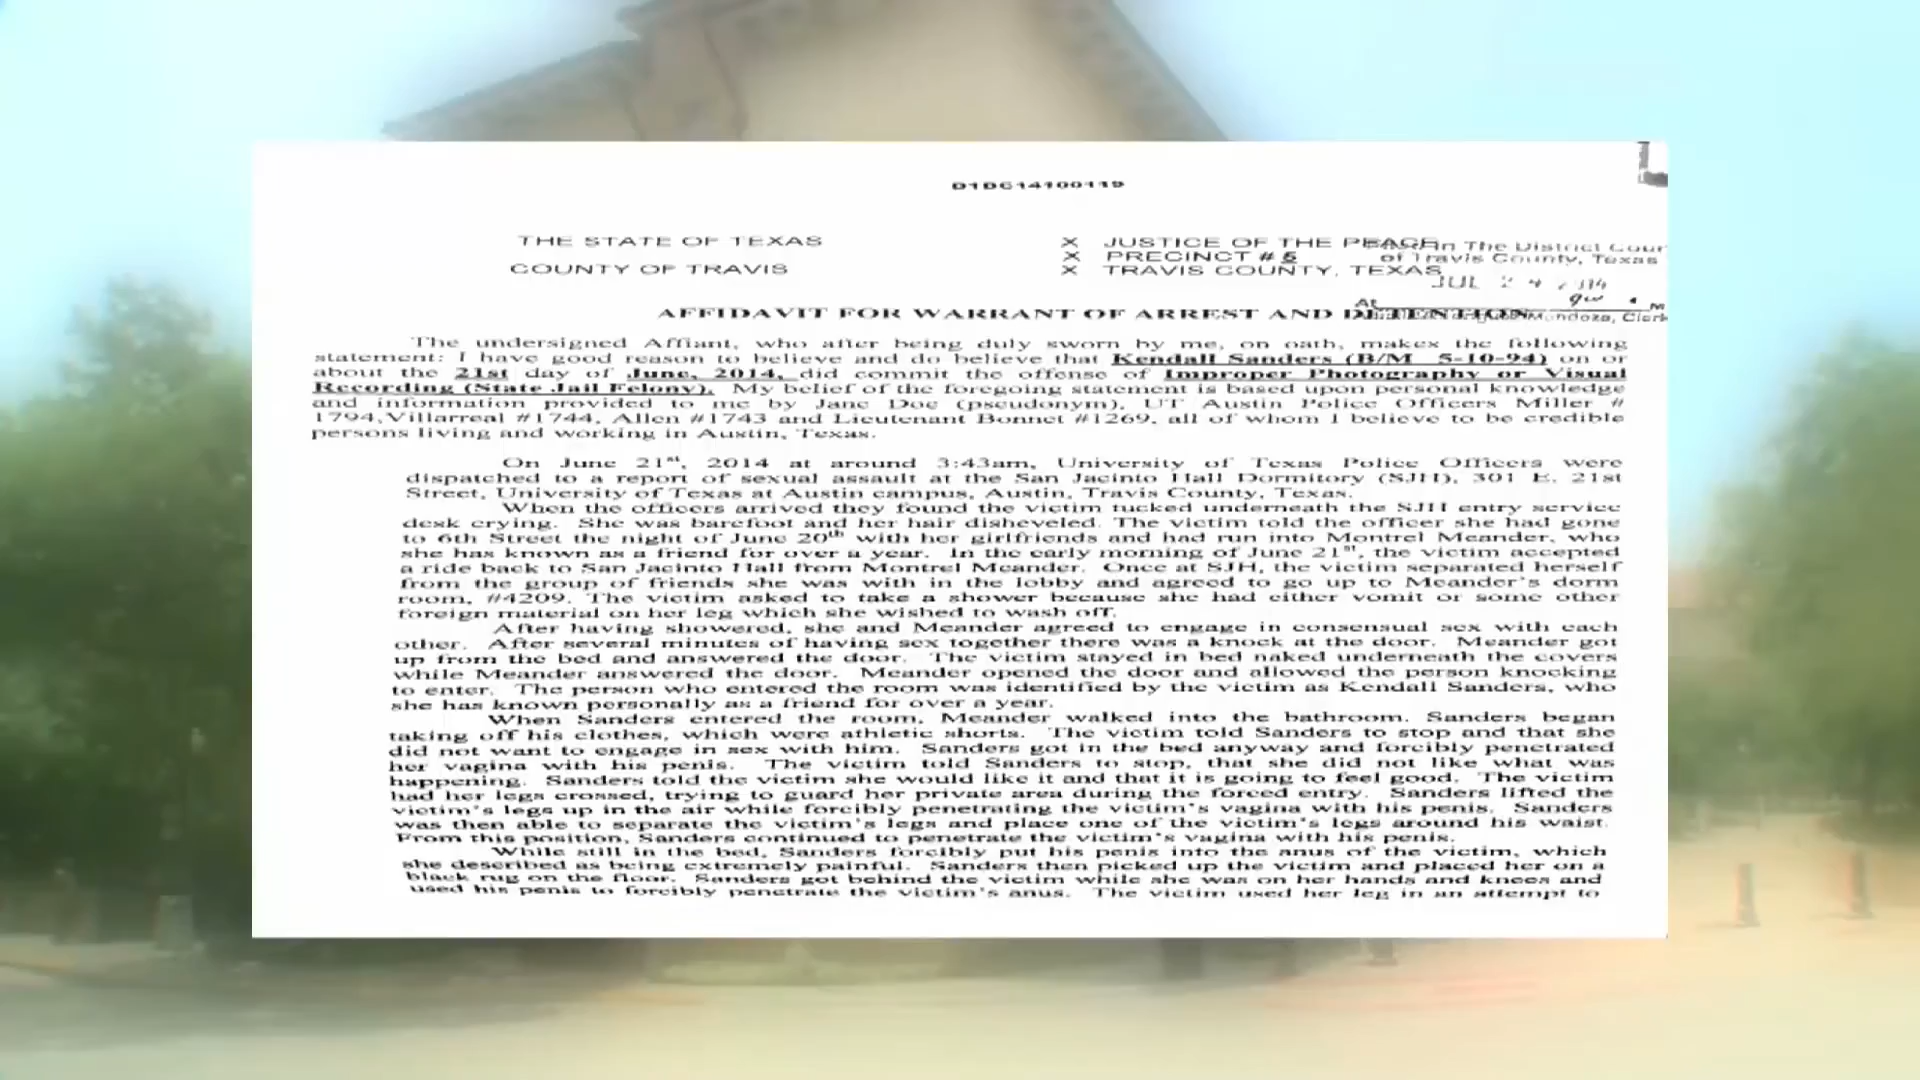 D1DC14100119
THE STATE OF TEXAS
COUNTY OF TRAVIS
X JUSTICE OF THE PEACE
X PRECINCT # 5
X TRAVIS COUNTY, TEXAS
In The District Cour
of Travis County, Texas
JUL 2 4 2014
At M
Mendoza, Clerk
AFFIDAVIT FOR WARRANT OF ARREST AND DETENTION
The undersigned Affiant, who after being duly sworn by me, on oath, makes the following
statement: I have good reason to believe and do believe that Kendall Sanders (B/M 5-10-94) on or
about the 21st day of June, 2014, did commit the offense of Improper Photography or Visual
Recording (State Jail Felony). My belief of the foregoing statement is based upon personal knowledge
and information provided to me by Jane Doe (pseudonym), UT Austin Police Officers Miller #
1794,Villarreal #1744, Allen #1743 and Lieutenant Bonnet #1269, all of whom I believe to be credible
persons living and working in Austin, Texas.
On June 21st, 2014 at around 3:43am, University of Texas Police Officers were
dispatched to a report of sexual assault at the San Jacinto Hall Dormitory (SJH), 301 E. 21st
Street, University of Texas at Austin campus, Austin, Travis County, Texas.
When the officers arrived they found the victim tucked underneath the SJH entry service
desk crying. She was barefoot and her hair disheveled. The victim told the officer she had gone
to 6th Street the night of June 20th with her girlfriends and had run into Montrel Meander, who
she has known as a friend for over a year. In the early morning of June 21st, the victim accepted
a ride back to San Jacinto Hall from Montrel Meander. Once at SJH, the victim separated herself
from the group of friends she was with in the lobby and agreed to go up to Meander's dorm
room, #4209. The victim asked to take a shower because she had either vomit or some other
foreign material on her leg which she wished to wash off.
After having showered, she and Meander agreed to engage in consensual sex with each
other. After several minutes of having sex together there was a knock at the door. Meander got
up from the bed and answered the door. The victim stayed in bed naked underneath the covers
while Meander answered the door. Meander opened the door and allowed the person knocking
to enter. The person who entered the room was identified by the victim as Kendall Sanders, who
she has known personally as a friend for over a year.
When Sanders entered the room, Meander walked into the bathroom. Sanders began
taking off his clothes, which were athletic shorts. The victim told Sanders to stop and that she
did not want to engage in sex with him. Sanders got in the bed anyway and forcibly penetrated
her vagina with his penis. The victim told Sanders to stop, that she did not like what was
happening. Sanders told the victim she would like it and that it is going to feel good. The victim
had her legs crossed, trying to guard her private area during the forced entry. Sanders lifted the
victim's legs up in the air while forcibly penetrating the victim's vagina with his penis. Sanders
was then able to separate the victim's legs and place one of the victim's legs around his waist.
From this position, Sanders continued to penetrate the victim's vagina with his penis.
While still in the bed, Sanders forcibly put his penis into the anus of the victim, which
she described as being extremely painful. Sanders then picked up the victim and placed her on a
black rug on the floor. Sanders got behind the victim while she was on her hands and knees and
used his penis to forcibly penetrate the victim's anus. The victim used her leg in an attempt to